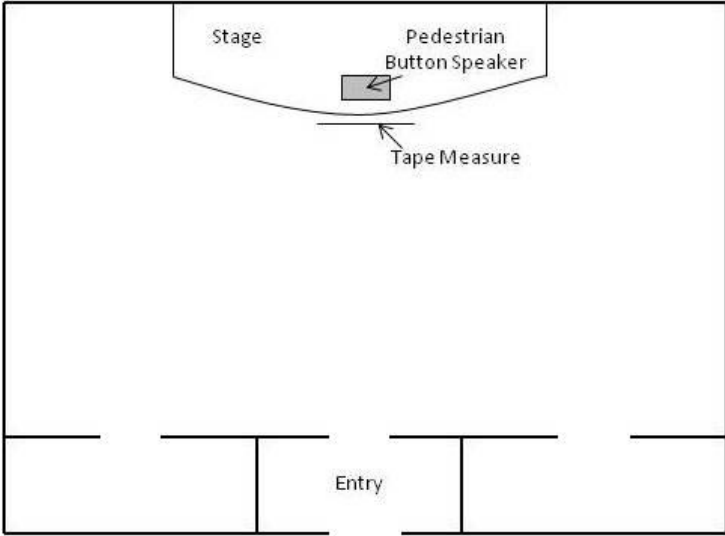 Stage
Pedestrian
Button Speaker
Tape Measure
Entry